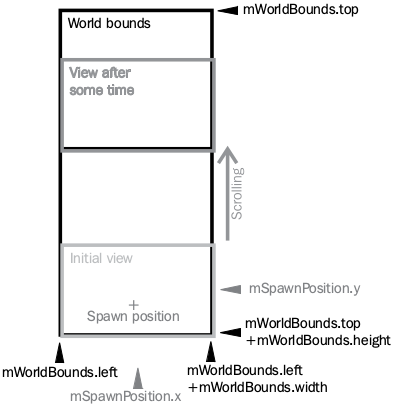 mWorldBounds.top
World bounds
View after
some time
Scrolling
Initial view
mSpawnPosition.y
+
Spawn position
mWorldBounds.top
+mWorldBounds.height
mWorldBounds.left
mWorldBounds.left
+mWorldBounds.width
mSpawnPosition.x